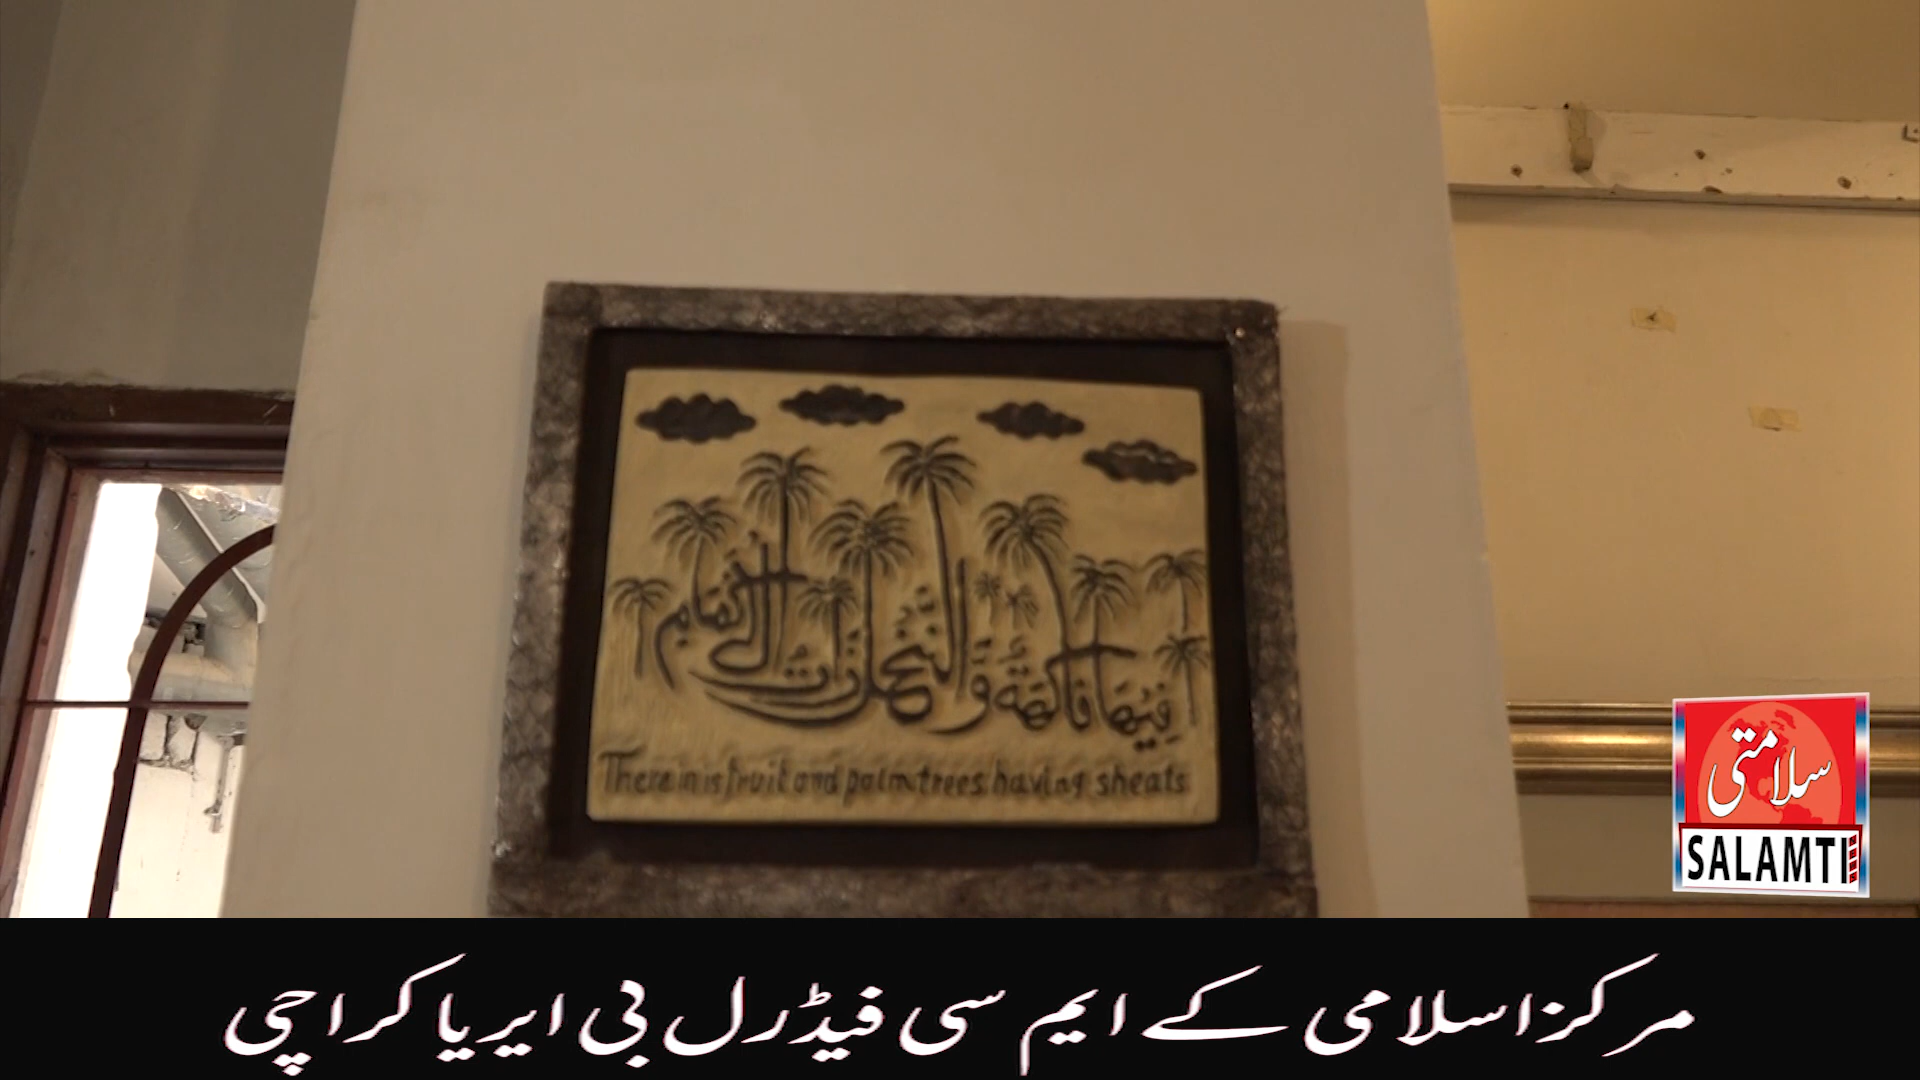 فِيْهَا فَاكِهَةٌ وَّالنَّخْلُ ذَاتُ الْاَكْمَامِ
There in is fruit and palm trees having sheats
سلامتی
SALAMTI
مرکز اسلامی کے ایم سی فیڈرل بی ایریا کراچی